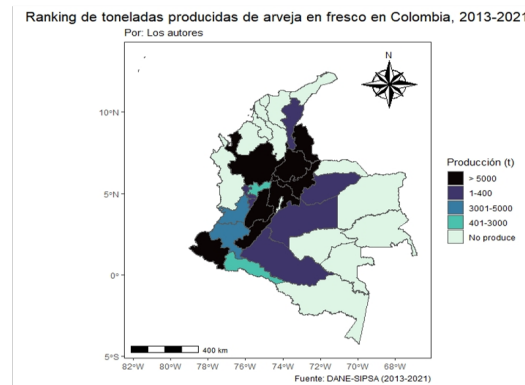 Ranking de toneladas producidas de arveja en fresco en Colombia, 2013-2021
Por: Los autores
N
10°N
5°N
0°
5°S
Producción (t)
> 5000
1-400
3001-5000
401-3000
No produce
400 km
82°W 80°W 78°W 76°W 74°W 72°W 70°W 68°W
Fuente: DANE-SIPSA (2013-2021)